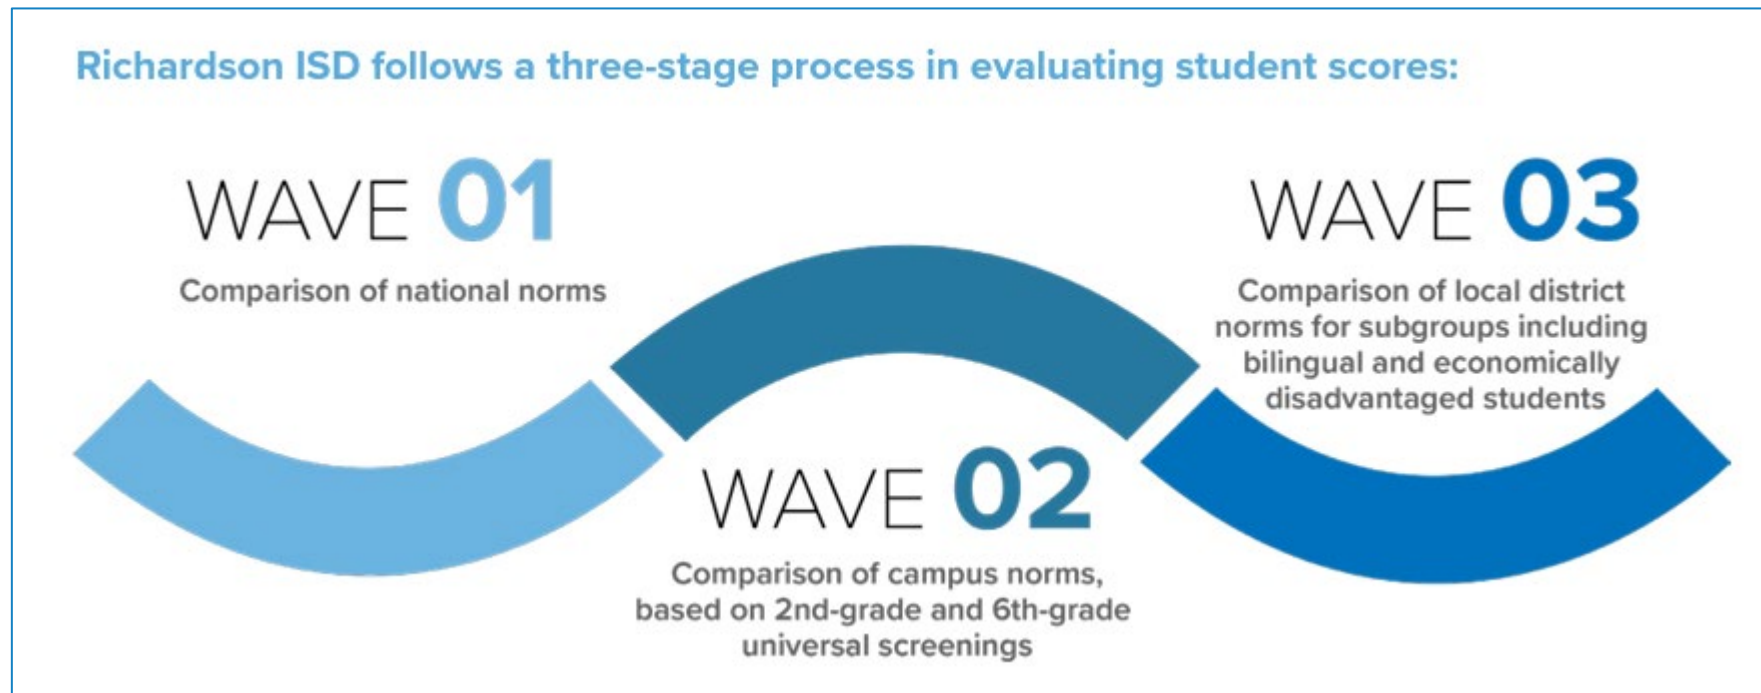 Richardson ISD follows a three-stage process in evaluating student scores:
WAVE 01
Comparison of national norms
WAVE 02
Comparison of campus norms,
based on 2nd-grade and 6th-grade
universal screenings
WAVE 03
Comparison of local district
norms for subgroups including
bilingual and economically
disadvantaged students